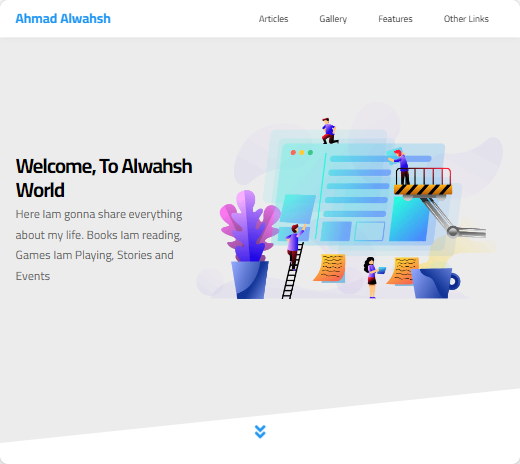 Ahmad Alwahsh
Articles Gallery Features Other Links
Welcome, To Alwahsh
World
Here Iam gonna share everything
about my life. Books Iam reading,
Games Iam Playing, Stories and
Events